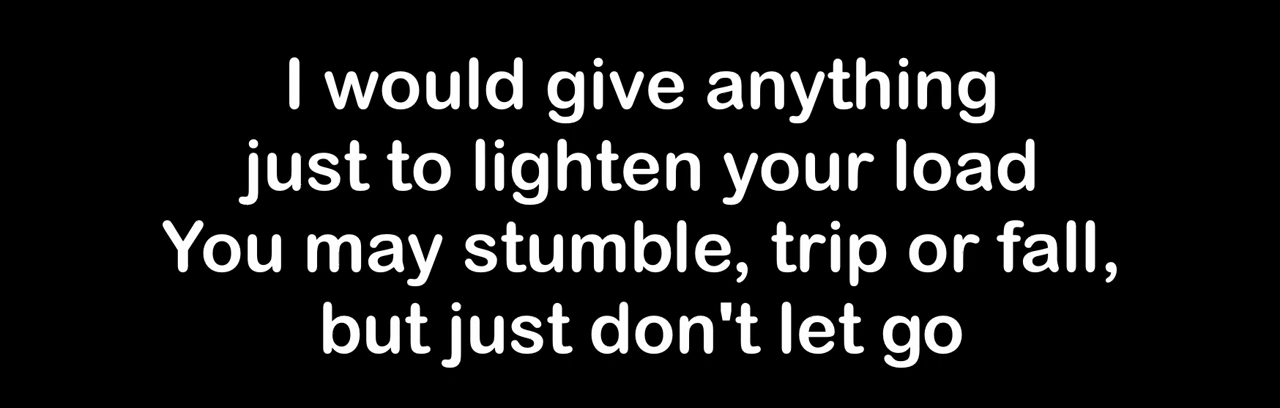 I would give anything
just to lighten your load
You may stumble, trip or fall,
but just don't let go